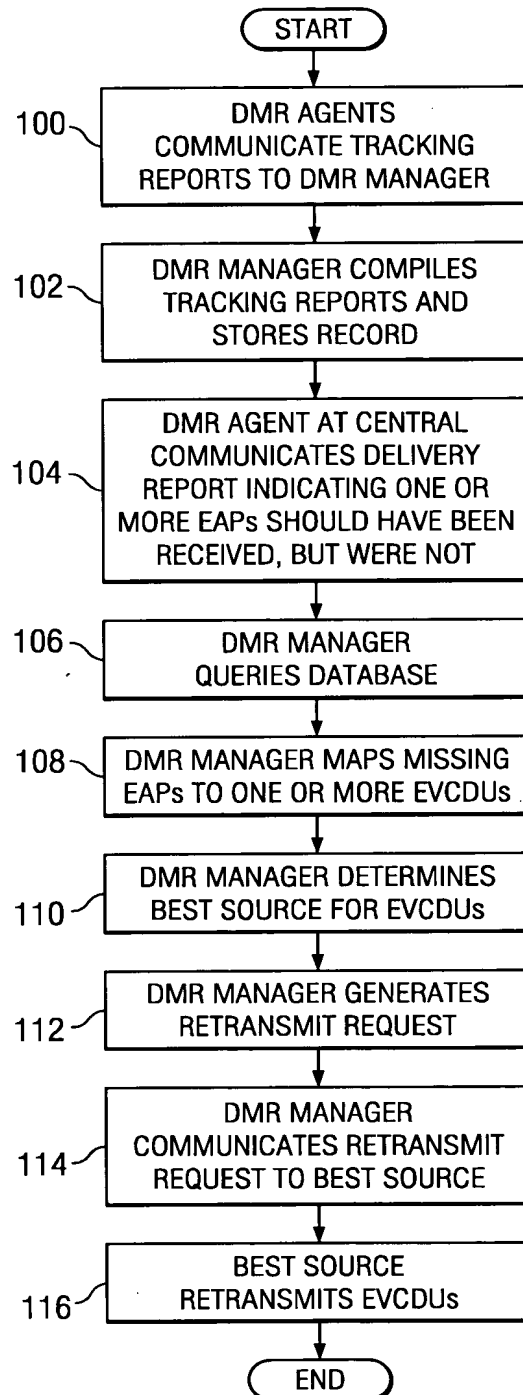 START
100
DMR AGENTS
COMMUNICATE TRACKING
REPORTS TO DMR MANAGER
102
DMR MANAGER COMPILES
TRACKING REPORTS AND
STORES RECORD
104
DMR AGENT AT CENTRAL
COMMUNICATES DELIVERY
REPORT INDICATING ONE OR
MORE EAPs SHOULD HAVE BEEN
RECEIVED, BUT WERE NOT
106
DMR MANAGER
QUERIES DATABASE
108
DMR MANAGER MAPS MISSING
EAPs TO ONE OR MORE EVCDUs
110
DMR MANAGER DETERMINES
BEST SOURCE FOR EVCDUs
112
DMR MANAGER GENERATES
RETRANSMIT REQUEST
114
DMR MANAGER
COMMUNICATES RETRANSMIT
REQUEST TO BEST SOURCE
116
BEST SOURCE
RETRANSMITS EVCDUs
END